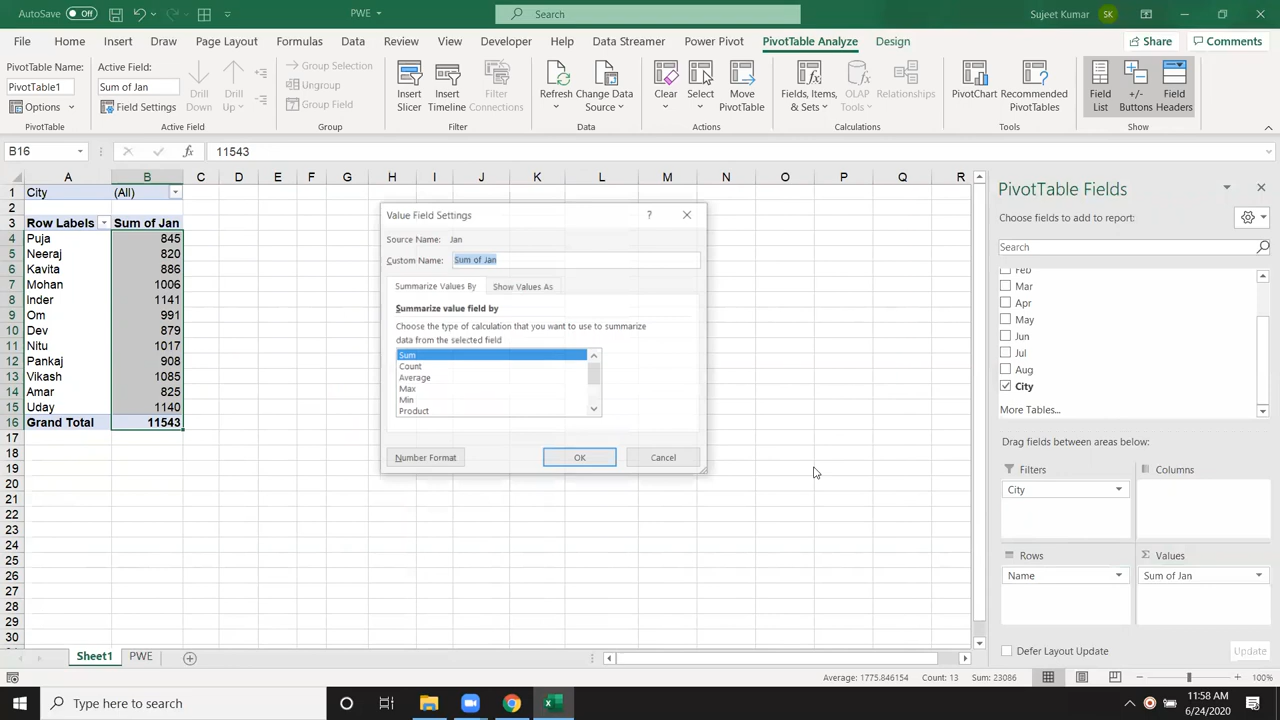 AutoSave Off PWE Search Sujeet Kumar SK
File Home Insert Draw Page Layout Formulas Data Review View Developer Help Data Streamer Power Pivot PivotTable Analyze Design Share Comments
PivotTable Name: Active Field:
PivotTable1 Sum of Jan
Options Field Settings
Drill Down Drill Up
Group Selection
Ungroup
Group Field
Insert Slicer Insert Timeline Filter Connections
Refresh Change Data Source
Clear Select Move PivotTable
Fields, Items, & Sets OLAP Tools Relationships
PivotChart Recommended PivotTables
Field List +/- Buttons Field Headers
PivotTable Active Field Group Filter Data Actions Calculations Tools Show
B16 fx 11543
A B C D E F G H I J K L M N O P Q R
1 City (All)
2
3 Row Labels Sum of Jan
4 Puja 845
5 Neeraj 820
6 Kavita 886
7 Mohan 1006
8 Inder 1141
9 Om 991
10 Dev 879
11 Nitu 1017
12 Pankaj 908
13 Vikash 1085
14 Amar 825
15 Uday 1140
16 Grand Total 11543
17
18
19
20
21
22
23
24
25
26
27
28
29
30
Value Field Settings ?
Source Name: Jan
Custom Name: Sum of Jan
Summarize Values By Show Values As
Summarize value field by
Choose the type of calculation that you want to use to summarize
data from the selected field
Sum
Count
Average
Max
Min
Product
Number Format OK Cancel
PivotTable Fields
Choose fields to add to report:
Search
Feb
Mar
Apr
May
Jun
Jul
Aug
City
More Tables...
Drag fields between areas below:
Filters Columns
City
Rows Values
Name Sum of Jan
Defer Layout Update Update
Sheet1 PWE
Average: 1775.846154 Count: 13 Sum: 23086 100%
Type here to search
11:58 AM
6/24/2020